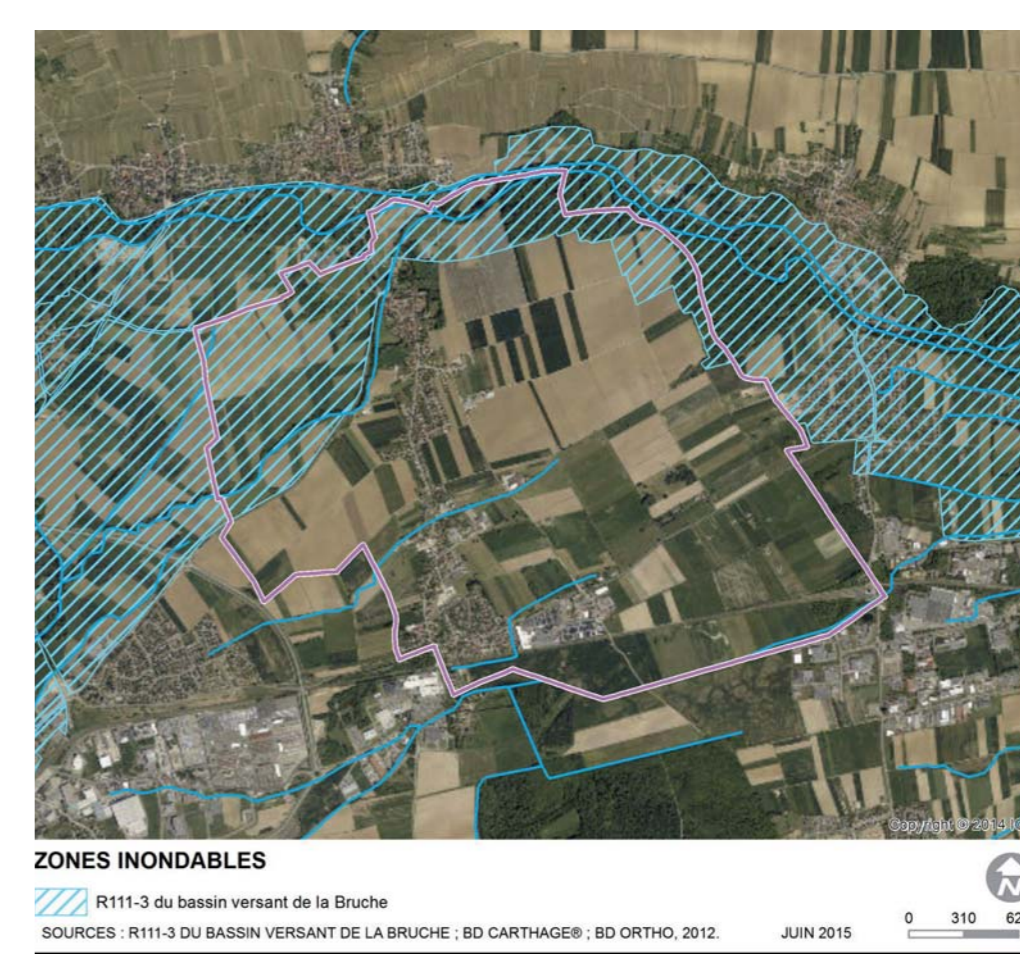 Copyright © 2014
ZONES INONDABLES
R111-3 du bassin versant de la Bruche
N
0 310 62
SOURCES : R111-3 DU BASSIN VERSANT DE LA BRUCHE ; BD CARTHAGE® ; BD ORTHO, 2012. JUIN 2015